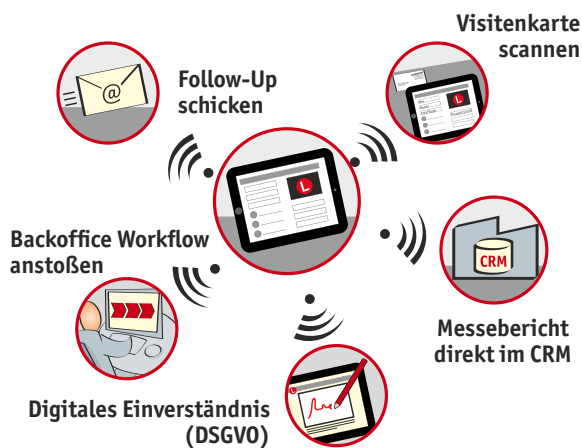 Visitenkarte
scannen
Follow-Up
schicken
@
L
L
Backoffice Workflow
anstoßen
CRM
Messebericht
direkt im CRM
Digitales Einverständnis
(DSGVO)
L